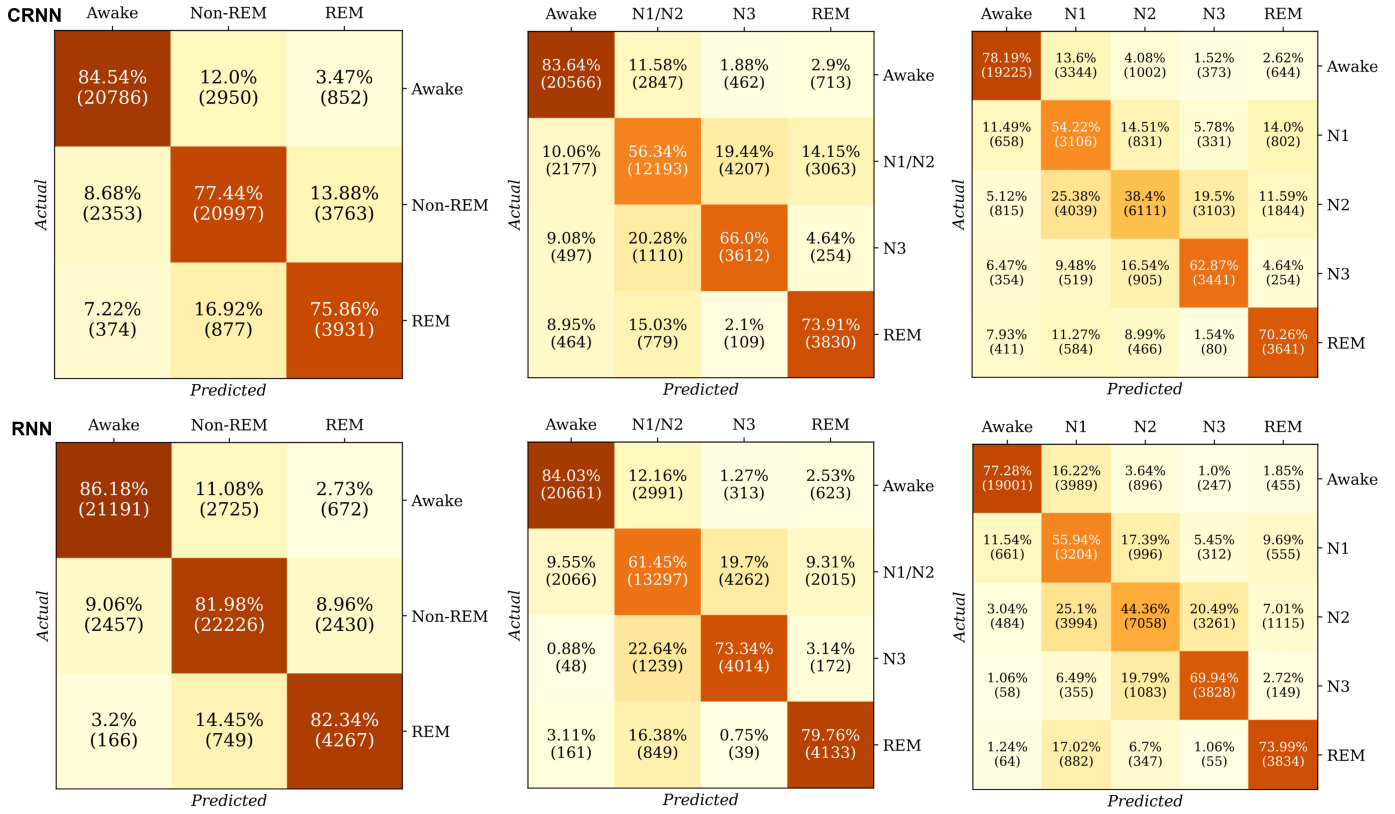 CRNN
Awake Non-REM REM
84.54% 12.0% 3.47%
(20786) (2950) (852)
Awake
8.68% 77.44% 13.88%
(2353) (20997) (3763)
Non-REM
7.22% 16.92% 75.86%
(374) (877) (3931)
REM
Actual
Predicted
Awake N1/N2 N3 REM
83.64% 11.58% 1.88% 2.9%
(20566) (2847) (462) (713)
Awake
10.06% 56.34% 19.44% 14.15%
(2177) (12193) (4207) (3063)
N1/N2
9.08% 20.28% 66.0% 4.64%
(497) (1110) (3612) (254)
N3
8.95% 15.03% 2.1% 73.91%
(464) (779) (109) (3830)
REM
Actual
Predicted
Awake N1 N2 N3 REM
78.19% 13.6% 4.08% 1.52% 2.62%
(19225) (3344) (1002) (373) (644)
Awake
11.49% 54.22% 14.51% 5.78% 14.0%
(658) (3106) (831) (331) (802)
N1
5.12% 25.38% 38.4% 19.5% 11.59%
(815) (4039) (6111) (3103) (1844)
N2
6.47% 9.48% 16.54% 62.87% 4.64%
(354) (519) (905) (3441) (254)
N3
7.93% 11.27% 8.99% 1.54% 70.26%
(411) (584) (466) (80) (3641)
REM
Actual
Predicted
RNN
Awake Non-REM REM
86.18% 11.08% 2.73%
(21191) (2725) (672)
Awake
9.06% 81.98% 8.96%
(2457) (22226) (2430)
Non-REM
3.2% 14.45% 82.34%
(166) (749) (4267)
REM
Actual
Predicted
Awake N1/N2 N3 REM
84.03% 12.16% 1.27% 2.53%
(20661) (2991) (313) (623)
Awake
9.55% 61.45% 19.7% 9.31%
(2066) (13297) (4262) (2015)
N1/N2
0.88% 22.64% 73.34% 3.14%
(48) (1239) (4014) (172)
N3
3.11% 16.38% 0.75% 79.76%
(161) (849) (39) (4133)
REM
Actual
Predicted
Awake N1 N2 N3 REM
77.28% 16.22% 3.64% 1.0% 1.85%
(19001) (3989) (896) (247) (455)
Awake
11.54% 55.94% 17.39% 5.45% 9.69%
(661) (3204) (996) (312) (555)
N1
3.04% 25.1% 44.36% 20.49% 7.01%
(484) (3994) (7058) (3261) (1115)
N2
1.06% 6.49% 19.79% 69.94% 2.72%
(58) (355) (1083) (3828) (149)
N3
1.24% 17.02% 6.7% 1.06% 73.99%
(64) (882) (347) (55) (3834)
REM
Actual
Predicted